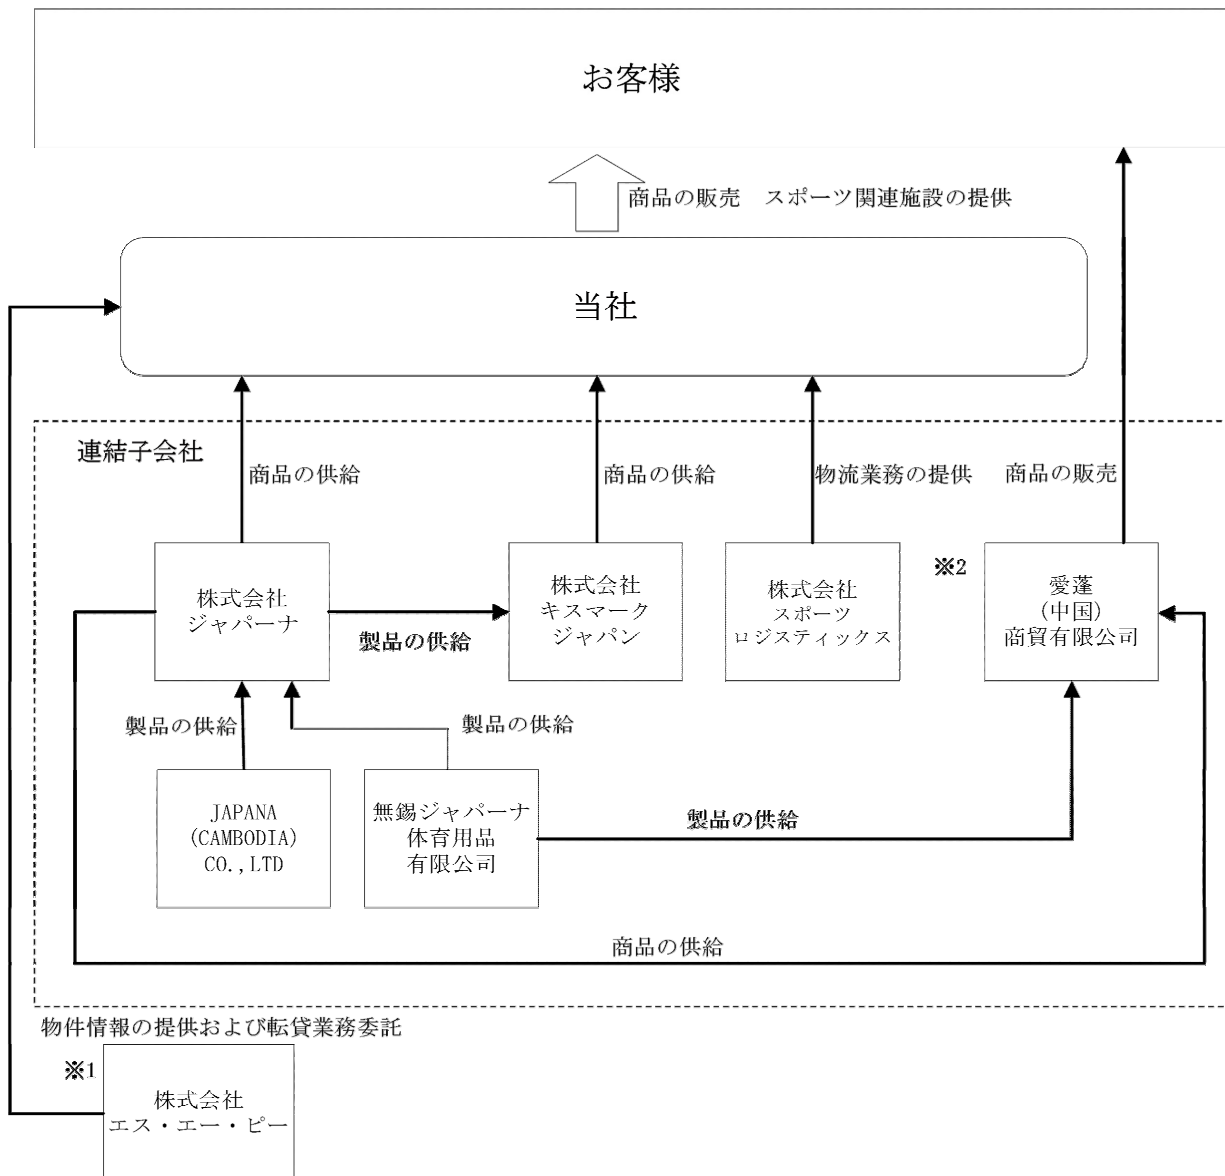 お客様
商品の販売　スポーツ関連施設の提供
当社
連結子会社
商品の供給
商品の供給
物流業務の提供
商品の販売
株式会社
ジャパーナ
製品の供給
株式会社
キスマーク
ジャパン
株式会社
スポーツ
ロジスティックス
※2
愛蓬
(中国)
商貿有限公司
製品の供給
製品の供給
JAPANA
(CAMBODIA)
CO.,LTD
無錫ジャパーナ
体育用品
有限公司
製品の供給
商品の供給
物件情報の提供および転貸業務委託
※1
株式会社
エス・エー・ピー